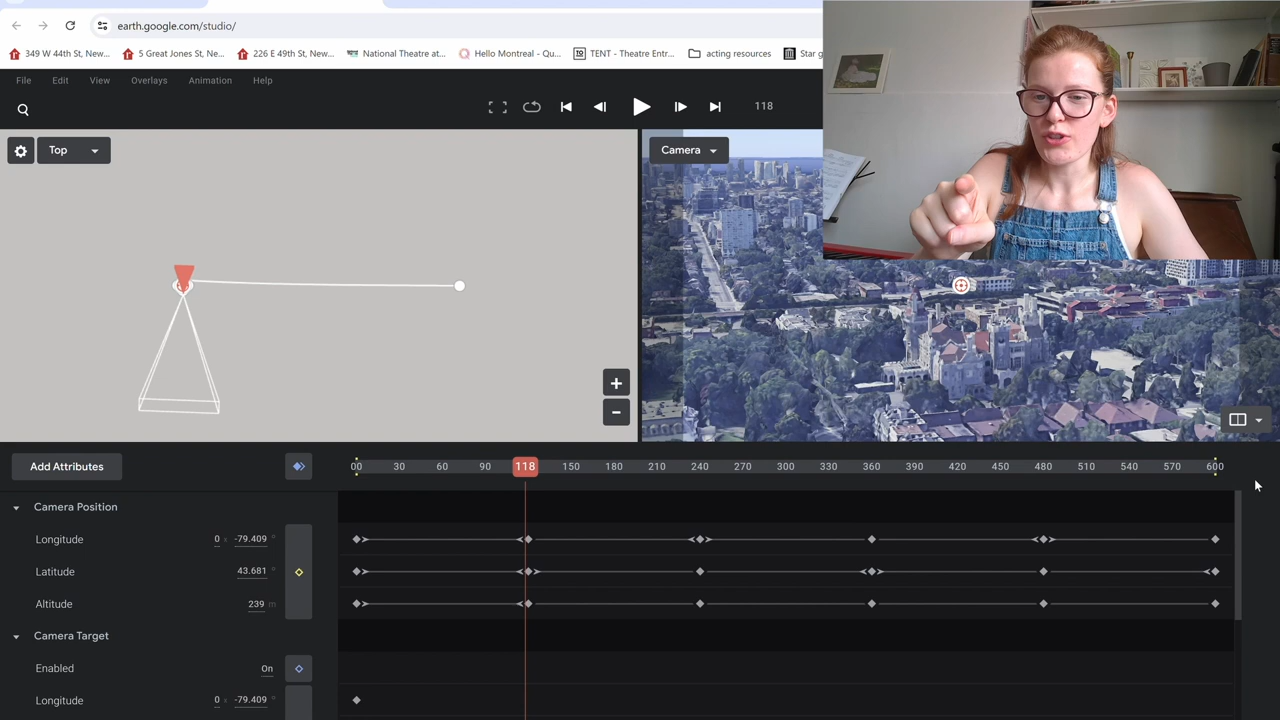 earth.google.com/studio/
349 W 44th St, New... 5 Great Jones St, Ne... 226 E 49th St, New... National Theatre at... Hello Montreal - Qu... TENT - Theatre Entr... acting resources Star g
File Edit View Overlays Animation Help
118
Top
Camera
Add Attributes
00 30 60 90 118 150 180 210 240 270 300 330 360 390 420 450 480 510 540 570 600
Camera Position
Longitude 0 x -79.409 °
Latitude 43.681 °
Altitude 239 m
Camera Target
Enabled On
Longitude 0 x -79.409 °